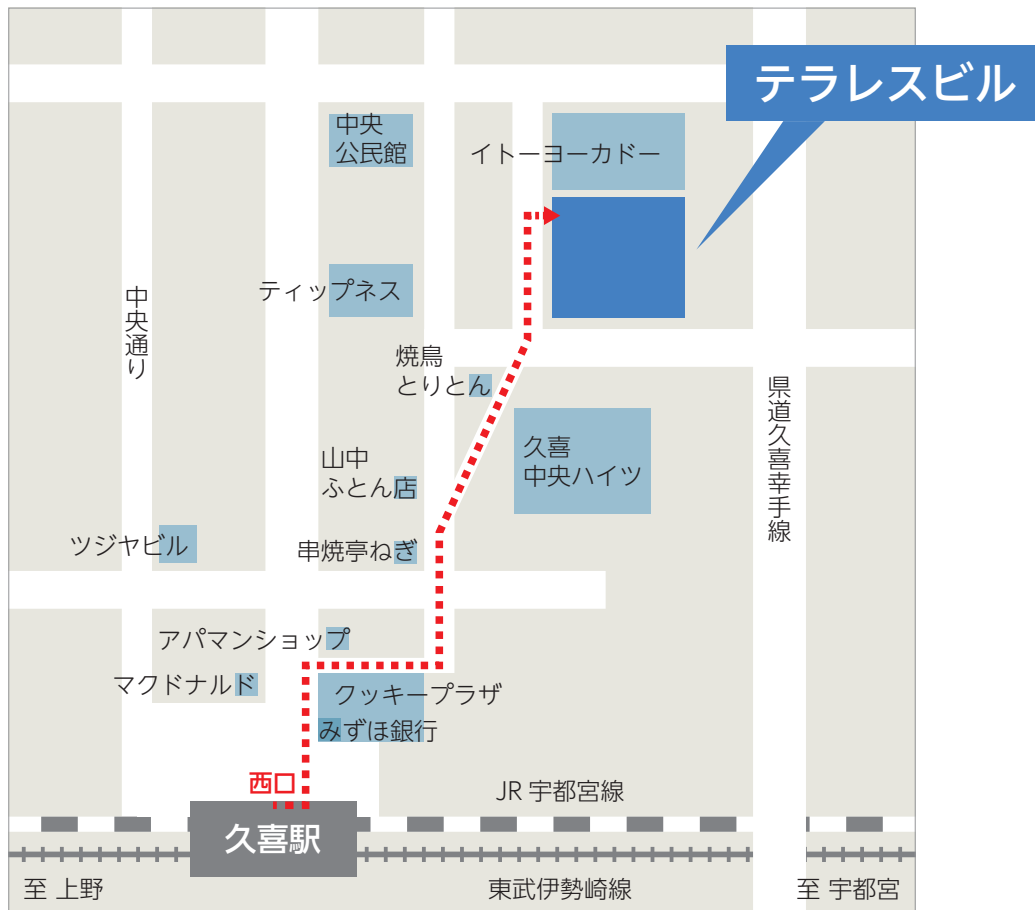 テラレスビル
中央
公民館
イトーヨーカドー
ティップネス
中央通り
焼鳥
とりとん
県道久喜幸手線
久喜
中央ハイツ
山中
ふとん店
ツジヤビル
串焼亭ねぎ
アパマンショップ
マクドナルド
クッキープラザ
みずほ銀行
西口
JR 宇都宮線
久喜駅
至 上野
東武伊勢崎線
至 宇都宮